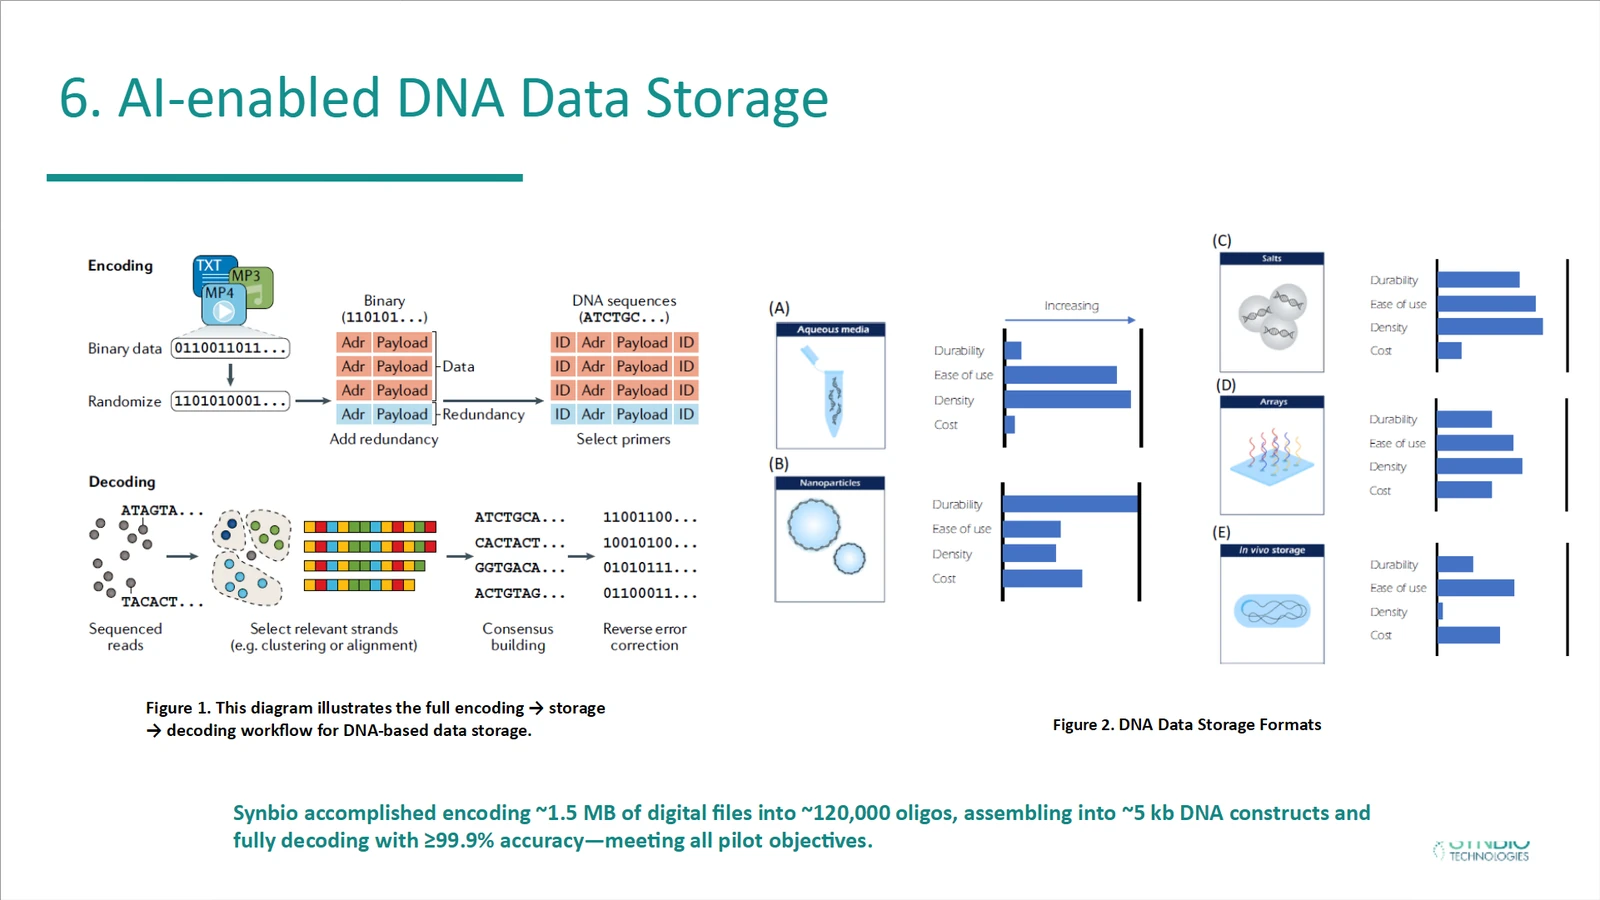 6. AI-enabled DNA Data Storage
Encoding
TXT
MP3
MP4
Binary data
0110011011...
Randomize
1101010001...
Binary
(110101...)
Adr Payload
Adr Payload
Adr Payload
Adr Payload
Data
Redundancy
Add redundancy
DNA sequences
(ATCTGC...)
ID Adr Payload ID
ID Adr Payload ID
ID Adr Payload ID
ID Adr Payload ID
Select primers
Decoding
ATAGTA...
TACACT...
Sequenced
reads
Select relevant strands
(e.g. clustering or alignment)
ATCTGCA...
CACTACT...
GGTGACA...
ACTGTAG...
Consensus
building
11001100...
10010100...
01010111...
01100011...
Reverse error
correction
Figure 1. This diagram illustrates the full encoding → storage
→ decoding workflow for DNA-based data storage.
(A)
Aqueous media
Increasing
Durability
Ease of use
Density
Cost
(B)
Nanoparticles
Durability
Ease of use
Density
Cost
(C)
Salts
Durability
Ease of use
Density
Cost
(D)
Arrays
Durability
Ease of use
Density
Cost
(E)
In vivo storage
Durability
Ease of use
Density
Cost
Figure 2. DNA Data Storage Formats
Synbio accomplished encoding ~1.5 MB of digital files into ~120,000 oligos, assembling into ~5 kb DNA constructs and
fully decoding with ≥99.9% accuracy—meeting all pilot objectives.
SYNBIO
TECHNOLOGIES